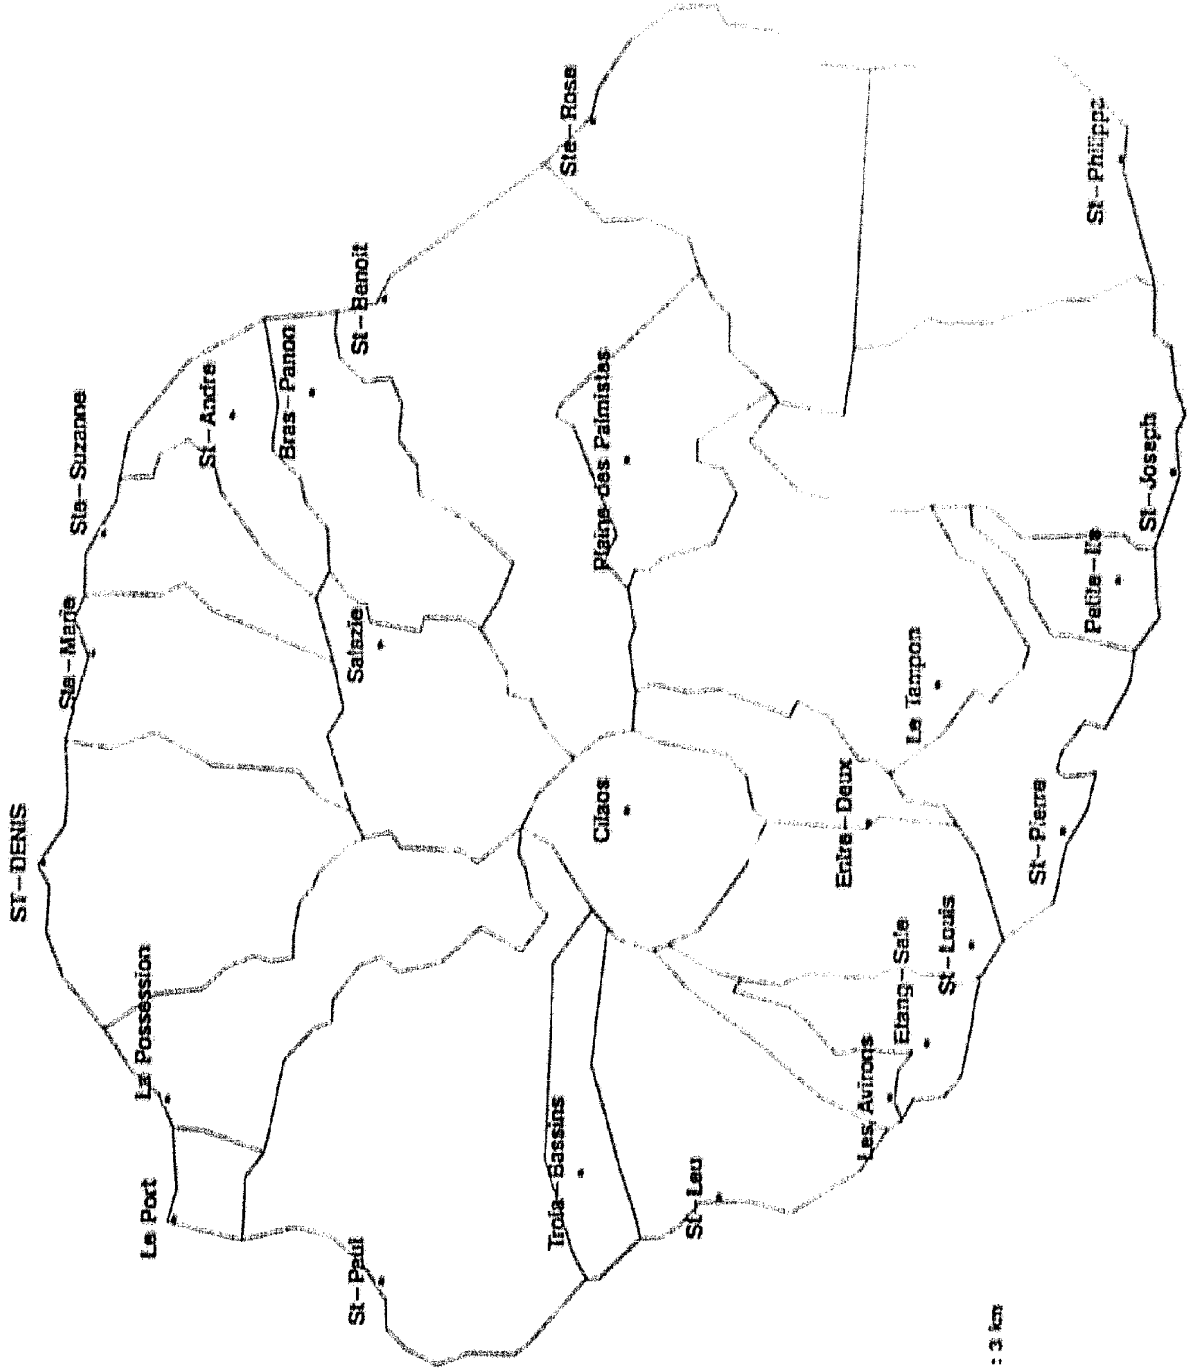 ST-DENIS
Ste-Marie
Ste-Suzanne
La Possession
Le Port
St-Andre
Bras-Panon
St-Benoit
Salazie
St-Paul
Ste-Rose
Plaine des Palmistes
Cilaos
Trois-Bassins
St-Leu
Entre-Deux
Le Tampon
Les Avirons
Etang-Sale
St-Louis
St-Pierre
Petite-Ile
St-Joseph
St-Philippe
: 3 km